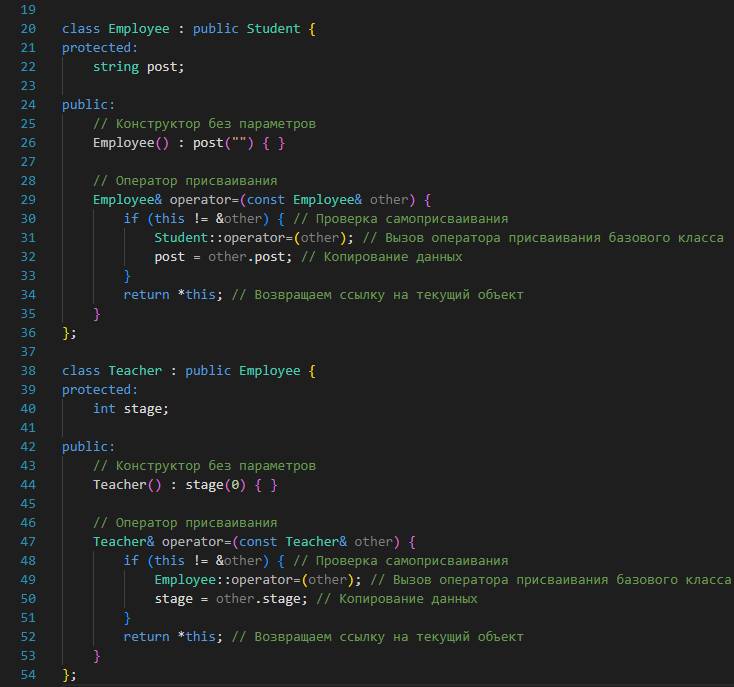 19
20 class Employee : public Student {
21 protected:
22     string post;
23
24 public:
25     // Конструктор без параметров
26     Employee() : post("") { }
27
28     // Оператор присваивания
29     Employee& operator=(const Employee& other) {
30         if (this != &other) { // Проверка самоприсваивания
31             Student::operator=(other); // Вызов оператора присваивания базового класса
32             post = other.post; // Копирование данных
33         }
34         return *this; // Возвращаем ссылку на текущий объект
35     }
36 };
37
38 class Teacher : public Employee {
39 protected:
40     int stage;
41
42 public:
43     // Конструктор без параметров
44     Teacher() : stage(0) { }
45
46     // Оператор присваивания
47     Teacher& operator=(const Teacher& other) {
48         if (this != &other) { // Проверка самоприсваивания
49             Employee::operator=(other); // Вызов оператора присваивания базового класса
50             stage = other.stage; // Копирование данных
51         }
52         return *this; // Возвращаем ссылку на текущий объект
53     }
54 };